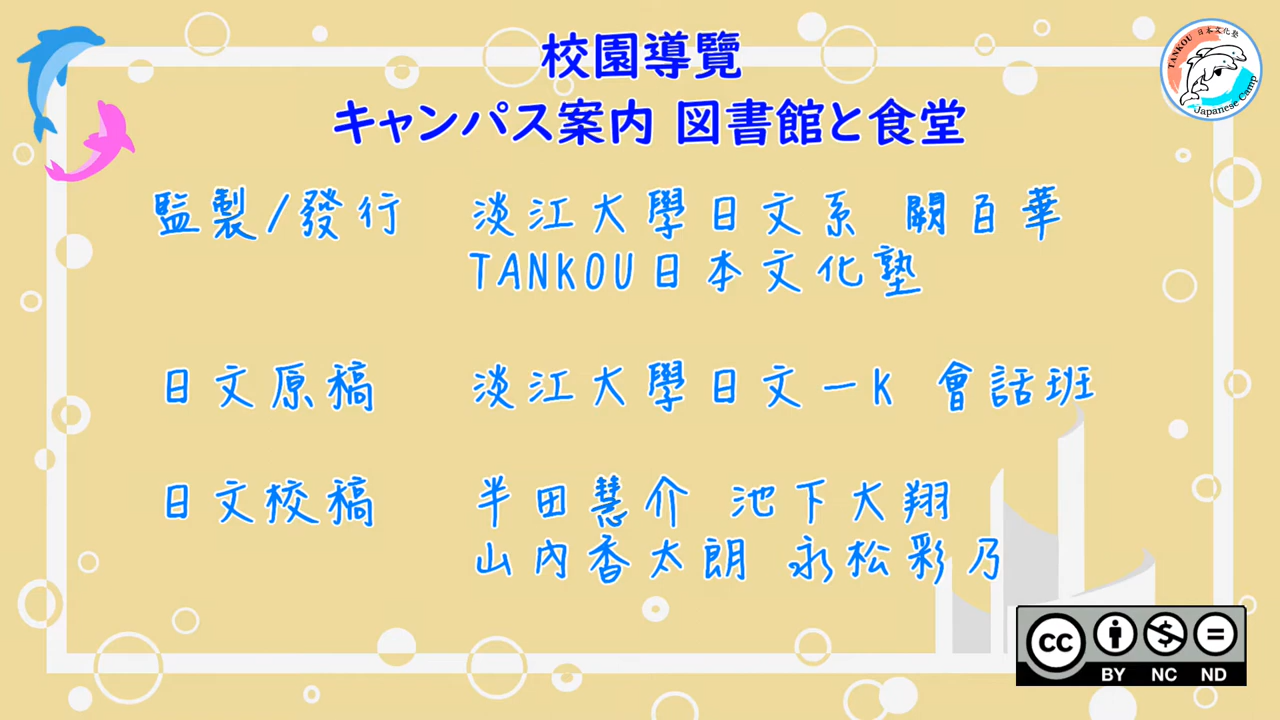 校園導覽
キャンパス案内 図書館と食堂
監製/發行 淡江大學日文系 闕百華
TANKOU日本文化塾
日文原稿 淡江大學日文一K 會話班
日文校稿 半田慧介 池下大翔
山內香太朗 永松彩乃
TANKOU 日本文化塾
Japanese Camp
CC BY NC ND